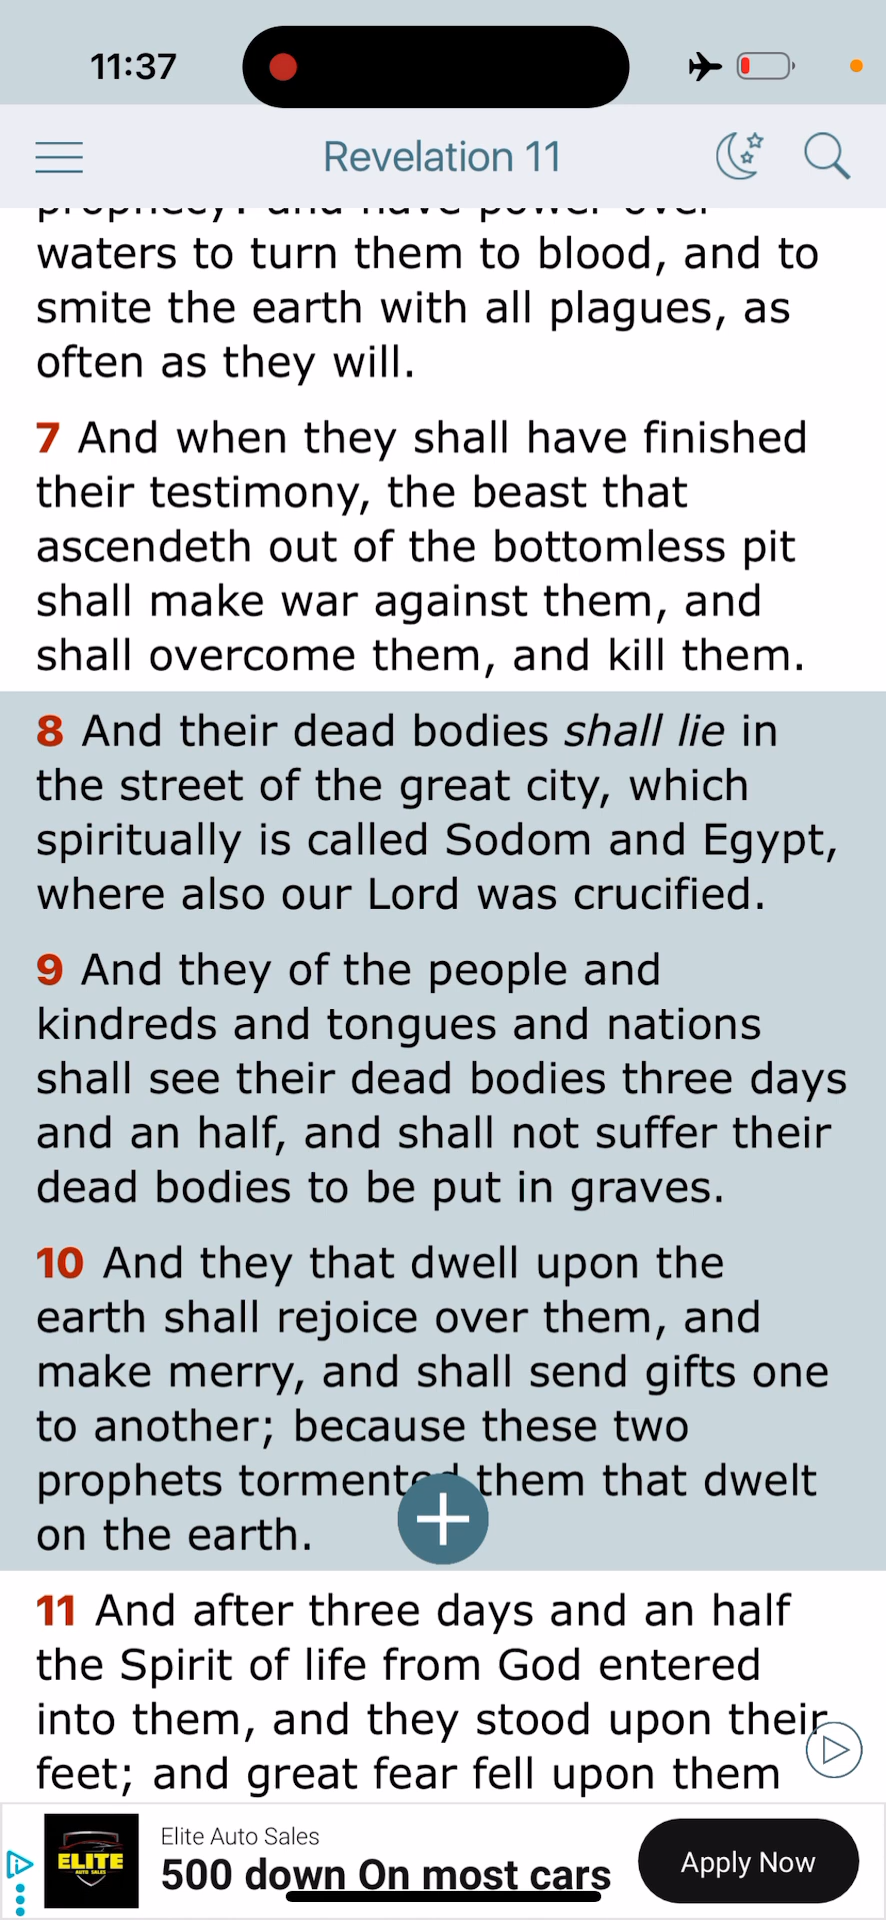 11:37
Revelation 11
prophecy: and have power over
waters to turn them to blood, and to
smite the earth with all plagues, as
often as they will.
7 And when they shall have finished
their testimony, the beast that
ascendeth out of the bottomless pit
shall make war against them, and
shall overcome them, and kill them.
8 And their dead bodies shall lie in
the street of the great city, which
spiritually is called Sodom and Egypt,
where also our Lord was crucified.
9 And they of the people and
kindreds and tongues and nations
shall see their dead bodies three days
and an half, and shall not suffer their
dead bodies to be put in graves.
10 And they that dwell upon the
earth shall rejoice over them, and
make merry, and shall send gifts one
to another; because these two
prophets tormented them that dwelt
on the earth.
11 And after three days and an half
the Spirit of life from God entered
into them, and they stood upon their
feet; and great fear fell upon them
ELITE
AUTO SALES
Elite Auto Sales
500 down On most cars
Apply Now